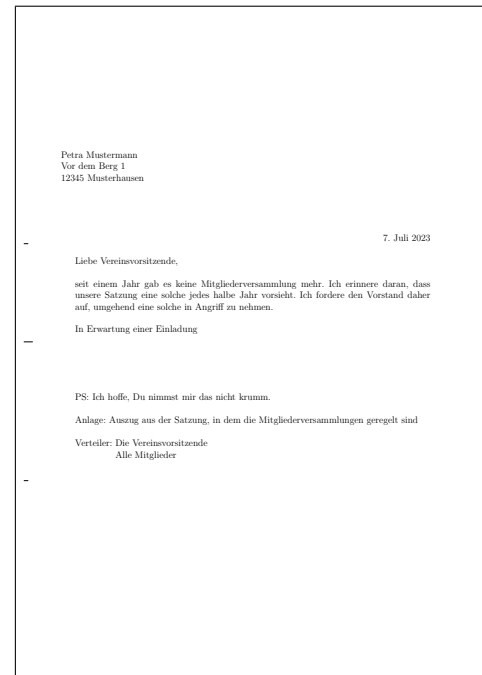 Petra Mustermann
Vor dem Berg 1
12345 Musterhausen
7. Juli 2023
Liebe Vereinsvorsitzende,
seit einem Jahr gab es keine Mitgliederversammlung mehr. Ich erinnere daran, dass
unsere Satzung eine solche jedes halbe Jahr vorsieht. Ich fordere den Vorstand daher
auf, umgehend eine solche in Angriff zu nehmen.
In Erwartung einer Einladung
PS: Ich hoffe, Du nimmst mir das nicht krumm.
Anlage: Auszug aus der Satzung, in dem die Mitgliederversammlungen geregelt sind
Verteiler: Die Vereinsvorsitzende
Alle Mitglieder